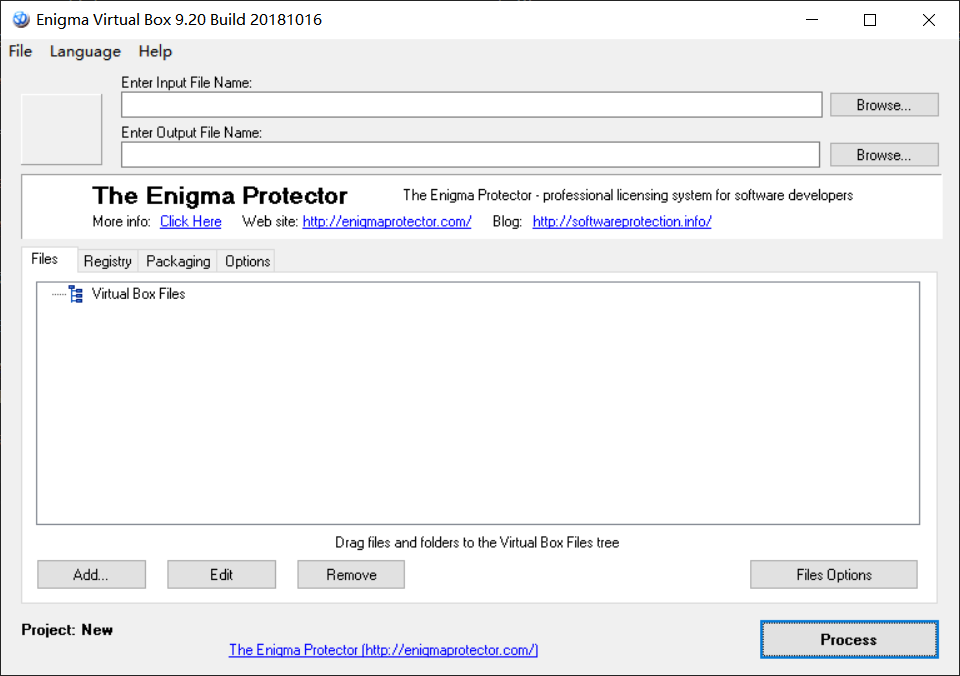 Enigma Virtual Box 9.20 Build 20181016
File Language Help
Enter Input File Name:
Browse...
Enter Output File Name:
Browse...
The Enigma Protector The Enigma Protector - professional licensing system for software developers
More info: Click Here Web site: http://enigmaprotector.com/ Blog: http://softwareprotection.info/
Files Registry Packaging Options
Virtual Box Files
Drag files and folders to the Virtual Box Files tree
Add... Edit Remove Files Options
Project: New
The Enigma Protector (http://enigmaprotector.com/)
Process